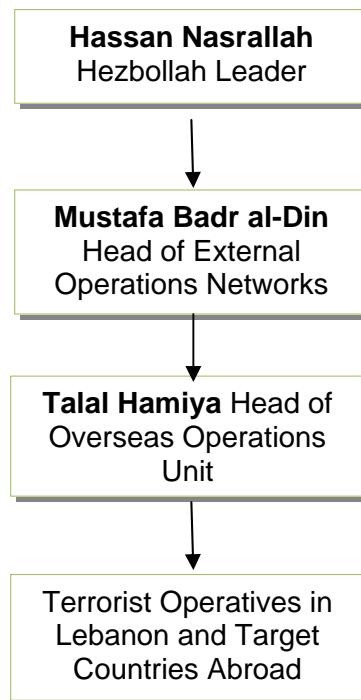 Hassan Nasrallah
Hezbollah Leader
Mustafa Badr al-Din
Head of External
Operations Networks
Talal Hamiya Head of
Overseas Operations
Unit
Terrorist Operatives in
Lebanon and Target
Countries Abroad